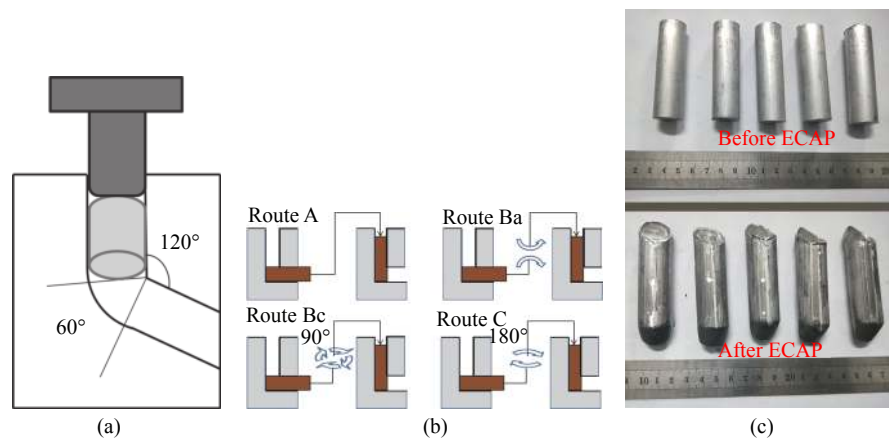 120°
60°
(a)
Route A
Route Ba
Route Bc
90°
Route C
180°
(b)
Before ECAP
After ECAP
(c)